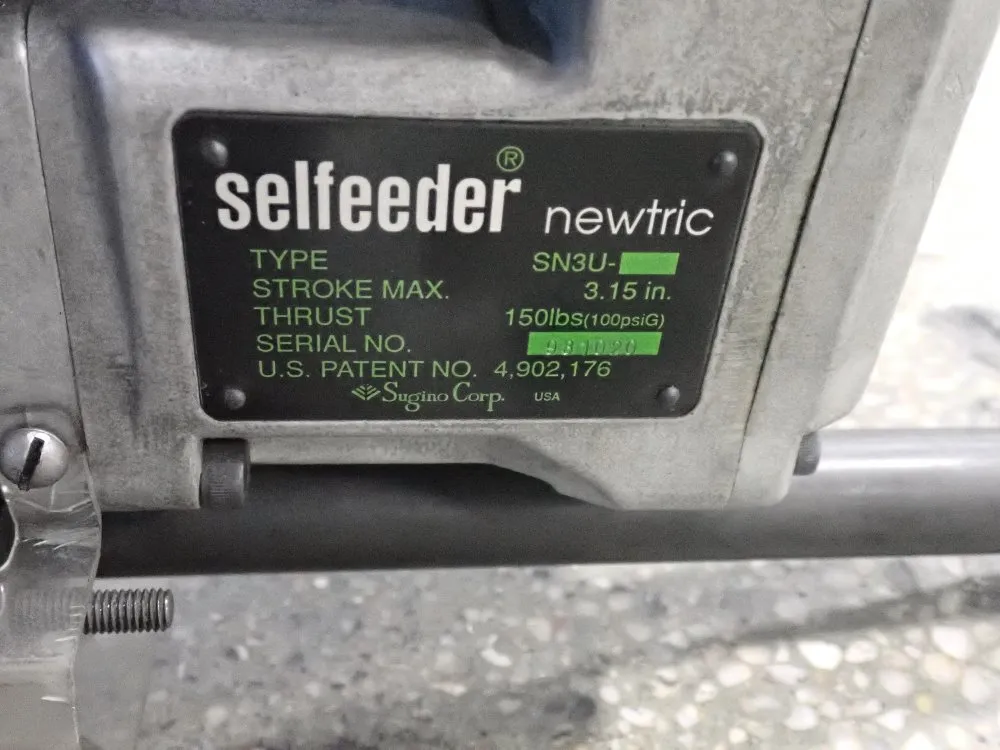 selfeeder® newtric
TYPE SN3U-
STROKE MAX. 3.15 in.
THRUST 150lbs(100psiG)
SERIAL NO. 981020
U.S. PATENT NO. 4,902,176
Sugino Corp. USA